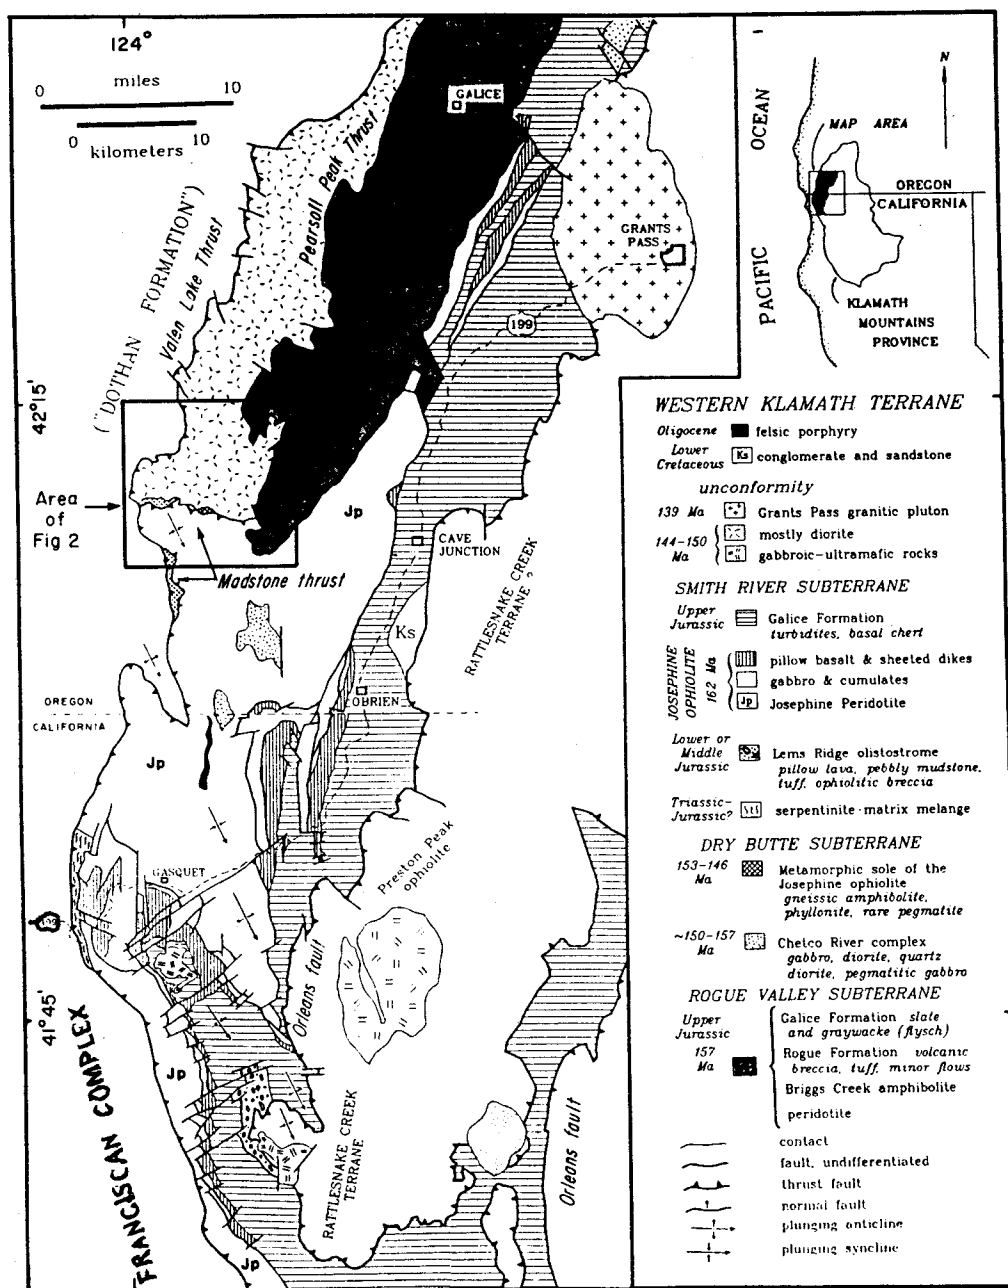 124°
miles
0 10
0 10
kilometers
GALICE
Pearsoll Peak Thrust
Valen Lake Thrust
("DOTHAN FORMATION")
42°15'
GRANTS
PASS
199
Area
of
Fig 2
Madstone thrust
Jp
CAVE
JUNCTION
RATTLESNAKE CREEK
TERRANE ?
Ks
OREGON
CALIFORNIA
OBRIEN
Jp
GASQUET
Preston Peak
ophiolite
199
Orleans fault
41°45'
FRANCISCAN COMPLEX
Jp
RATTLESNAKE CREEK
TERRANE
Orleans fault
Jp
Jp
N
PACIFIC OCEAN
MAP AREA
OREGON
CALIFORNIA
KLAMATH
MOUNTAINS
PROVINCE
WESTERN KLAMATH TERRANE
Oligocene felsic porphyry
Lower
Cretaceous Ks conglomerate and sandstone
unconformity
139 Ma Grants Pass granitic pluton
144-150
Ma mostly diorite
gabbroic-ultramafic rocks
SMITH RIVER SUBTERRANE
Upper
Jurassic Galice Formation
turbidites, basal chert
JOSEPHINE
OPHIOLITE
162 Ma
pillow basalt & sheeted dikes
gabbro & cumulates
Jp Josephine Peridotite
Lower or
Middle
Jurassic Lems Ridge olistostrome
pillow lava, pebbly mudstone,
tuff, ophiolitic breccia
Triassic-
Jurassic? serpentinite-matrix melange
DRY BUTTE SUBTERRANE
153-146
Ma Metamorphic sole of the
Josephine ophiolite
gneissic amphibolite,
phyllonite, rare pegmatite
~150-157
Ma Chetco River complex
gabbro, diorite, quartz
diorite, pegmatitic gabbro
ROGUE VALLEY SUBTERRANE
Upper
Jurassic Galice Formation slate
and graywacke (flysch)
157
Ma Rogue Formation volcanic
breccia, tuff, minor flows
Briggs Creek amphibolite
peridotite
contact
fault, undifferentiated
thrust fault
normal fault
plunging anticline
plunging syncline